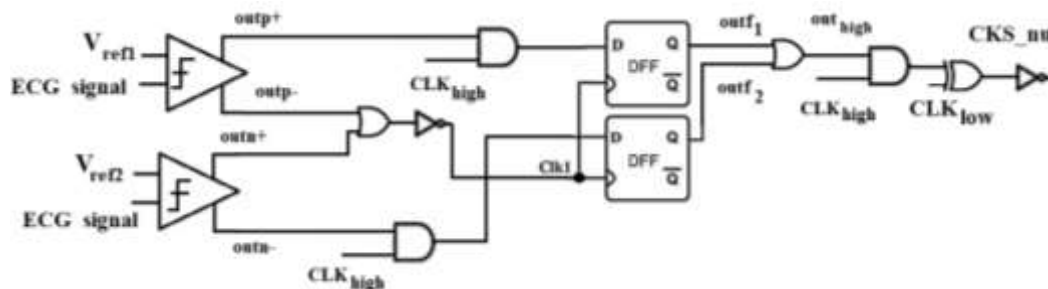 outp+
outf1
outhigh
CKS_nu
Vref1
D
Q
ECG signal
CLKhigh
DFF
Q
outp-
outf2
CLKhigh
CLKlow
outn+
D
Q
Vref2
DFF
Clk1
Q
ECG signal
outn-
CLKhigh